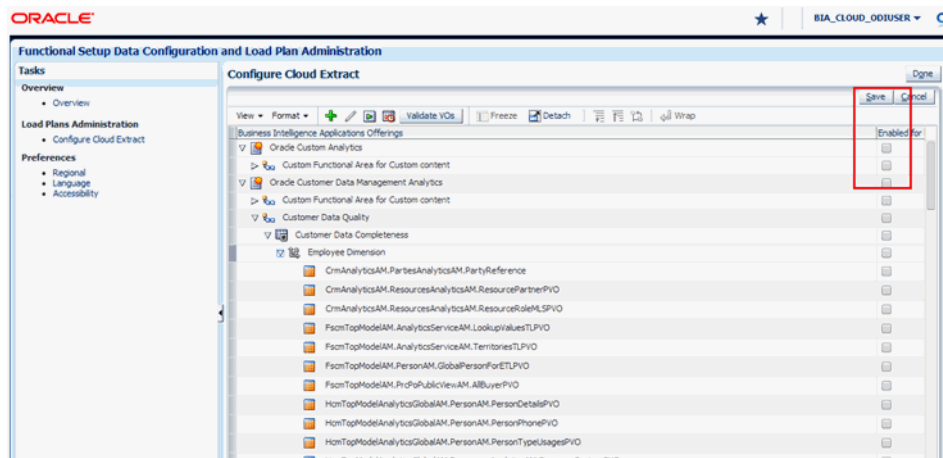 ORACLE
BIA_CLOUD_ODIUSER
Functional Setup Data Configuration and Load Plan Administration
Tasks
Overview
Overview
Load Plans Administration
Configure Cloud Extract
Preferences
Regional
Language
Accessibility
Configure Cloud Extract
Done
Save Cancel
View Format Validate VOs Freeze Detach Wrap
Business Intelligence Applications Offerings Enabled for
Oracle Custom Analytics
Custom Functional Area for Custom content
Oracle Customer Data Management Analytics
Custom Functional Area for Custom content
Customer Data Quality
Customer Data Completeness
Employee Dimension
CrmAnalyticsAM.PartiesAnalyticsAM.PartyReference
CrmAnalyticsAM.ResourcesAnalyticsAM.ResourcePartnerPVO
CrmAnalyticsAM.ResourcesAnalyticsAM.ResourceRoleMLSPVO
FscmTopModelAM.AnalyticsServiceAM.LookupValuesTLPVO
FscmTopModelAM.AnalyticsServiceAM.TerritoriesTLPVO
FscmTopModelAM.PersonAM.GlobalPersonForETLPVO
FscmTopModelAM.PrcPoPublicViewAM.AllBuyerPVO
HcmTopModelAnalyticsGlobalAM.PersonAM.PersonDetailsPVO
HcmTopModelAnalyticsGlobalAM.PersonAM.PersonPhonePVO
HcmTopModelAnalyticsGlobalAM.PersonAM.PersonTypeUsagesPVO